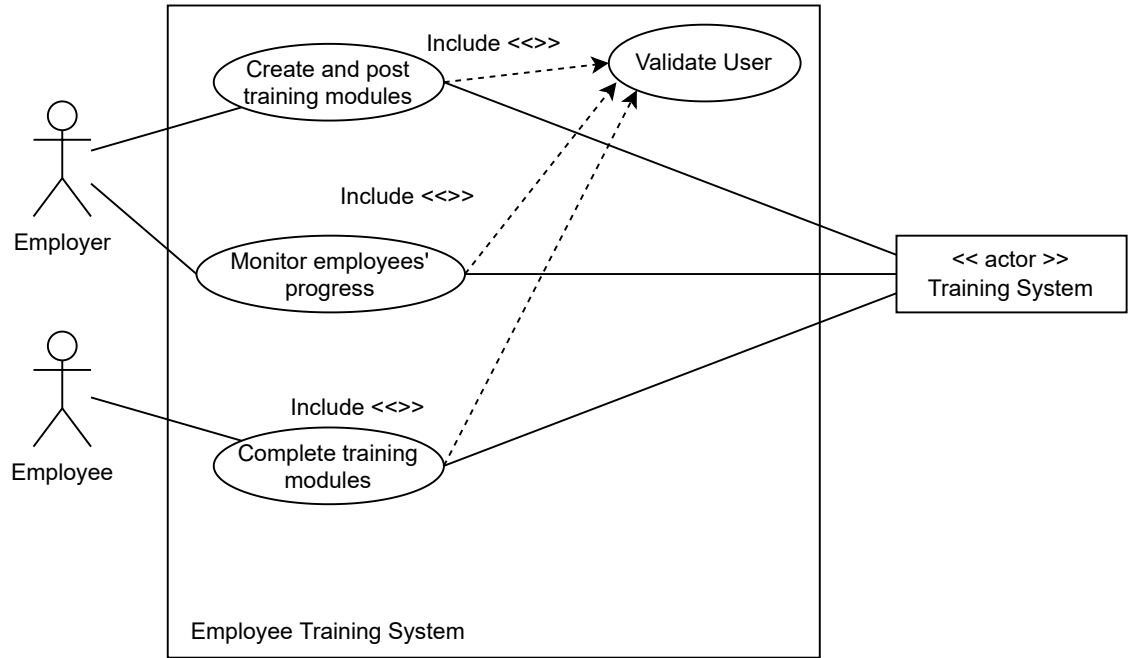 Include <<>>
Create and post
training modules
Validate User
Employer
Include <<>>
Monitor employees'
progress
<< actor >>
Training System
Employee
Include <<>>
Complete training
modules
Employee Training System